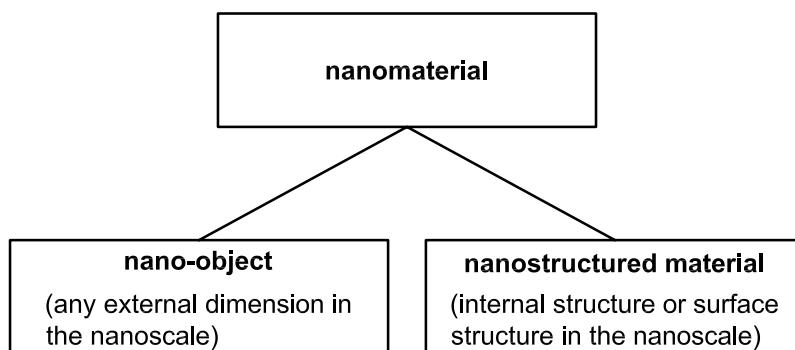 nanomaterial
nano-object
(any external dimension in
the nanoscale)
nanostructured material
(internal structure or surface
structure in the nanoscale)